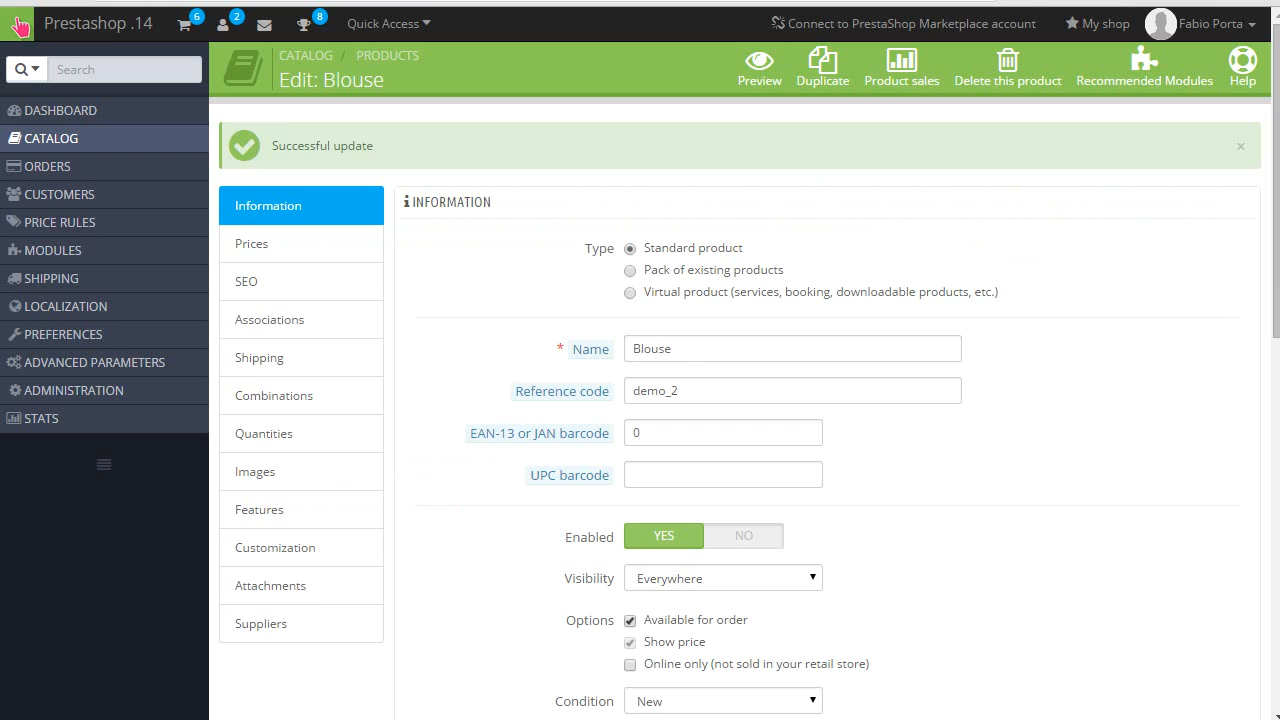 Prestashop .14 6 2 8 Quick Access Connect to PrestaShop Marketplace account My shop Fabio Porta
Search
CATALOG / PRODUCTS
Edit: Blouse
Preview Duplicate Product sales Delete this product Recommended Modules Help
DASHBOARD
CATALOG
ORDERS
CUSTOMERS
PRICE RULES
MODULES
SHIPPING
LOCALIZATION
PREFERENCES
ADVANCED PARAMETERS
ADMINISTRATION
STATS
Successful update ×
Information
Prices
SEO
Associations
Shipping
Combinations
Quantities
Images
Features
Customization
Attachments
Suppliers
INFORMATION
Type Standard product
Pack of existing products
Virtual product (services, booking, downloadable products, etc.)
* Name Blouse
Reference code demo_2
EAN-13 or JAN barcode 0
UPC barcode
Enabled YES NO
Visibility Everywhere
Options Available for order
Show price
Online only (not sold in your retail store)
Condition New